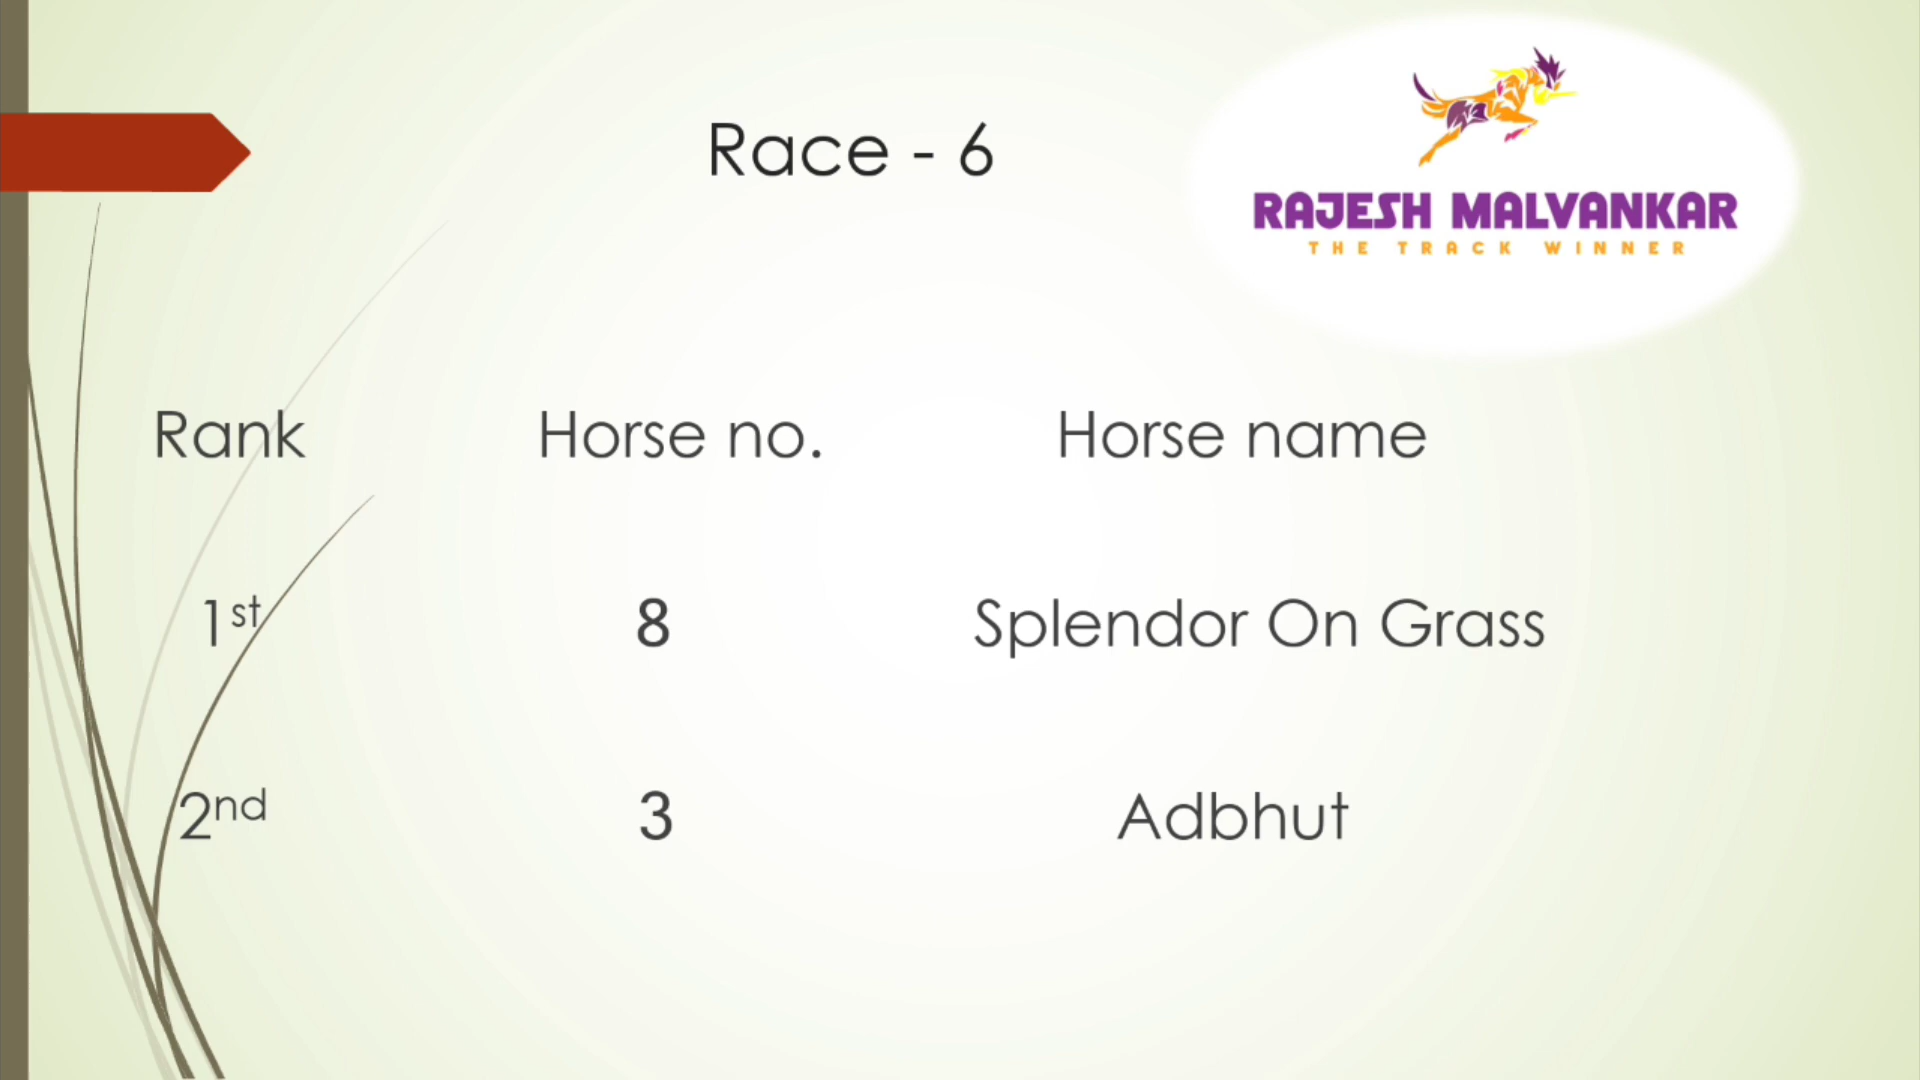 Race - 6
RAJESH MALVANKAR
THE TRACK WINNER
Rank Horse no. Horse name
1st 8 Splendor On Grass
2nd 3 Adbhut